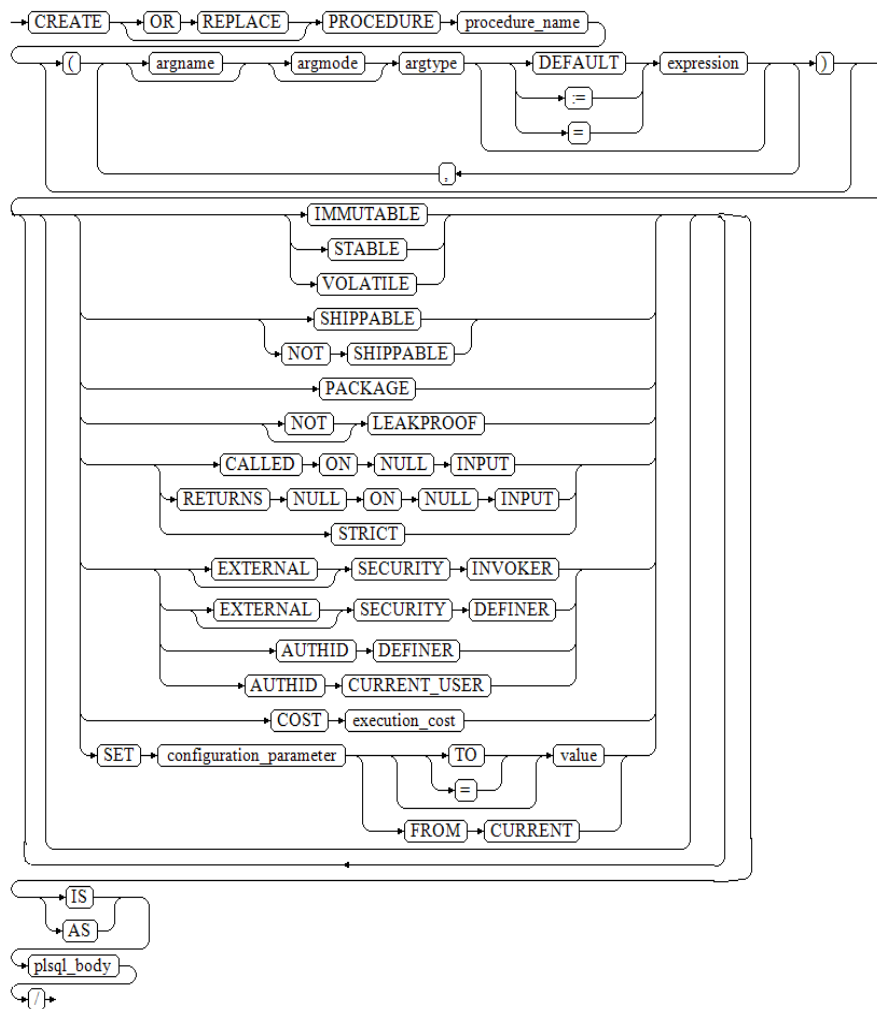 CREATE OR REPLACE PROCEDURE procedure_name
( argname argmode argtype DEFAULT expression )
:=
=
,
IMMUTABLE
STABLE
VOLATILE
SHIPPABLE
NOT SHIPPABLE
PACKAGE
NOT LEAKPROOF
CALLED ON NULL INPUT
RETURNS NULL ON NULL INPUT
STRICT
EXTERNAL SECURITY INVOKER
EXTERNAL SECURITY DEFINER
AUTHID DEFINER
AUTHID CURRENT_USER
COST execution_cost
SET configuration_parameter TO value
=
FROM CURRENT
IS
AS
plsql_body
/